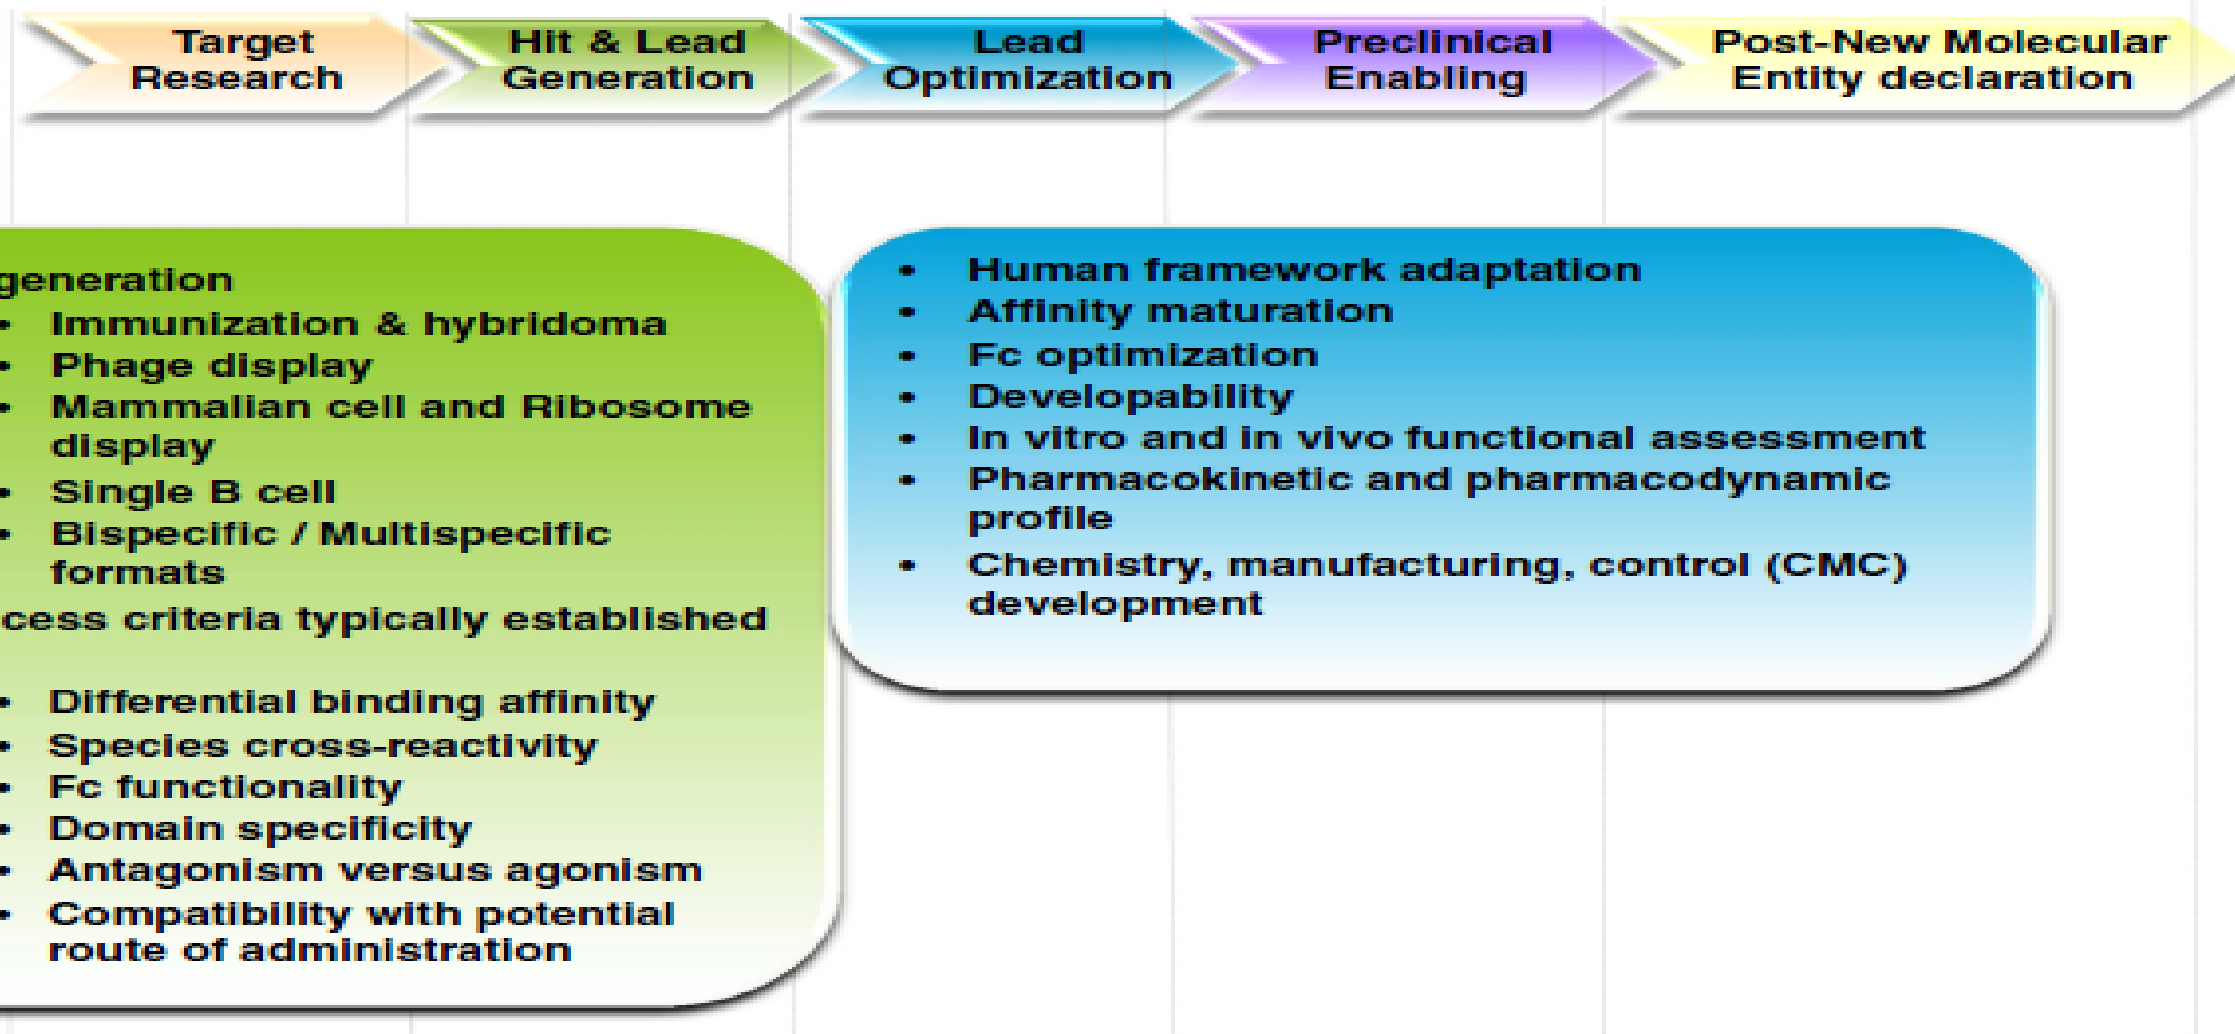 Target
Research
Hit & Lead
Generation
Lead
Optimization
Preclinical
Enabling
Post-New Molecular
Entity declaration
generation
• Immunization & hybridoma
• Phage display
• Mammalian cell and Ribosome
display
• Single B cell
• Bispecific / Multispecific
formats
cess criteria typically established
• Differential binding affinity
• Species cross-reactivity
• Fc functionality
• Domain specificity
• Antagonism versus agonism
• Compatibility with potential
route of administration
• Human framework adaptation
• Affinity maturation
• Fc optimization
• Developability
• In vitro and in vivo functional assessment
• Pharmacokinetic and pharmacodynamic
profile
• Chemistry, manufacturing, control (CMC)
development